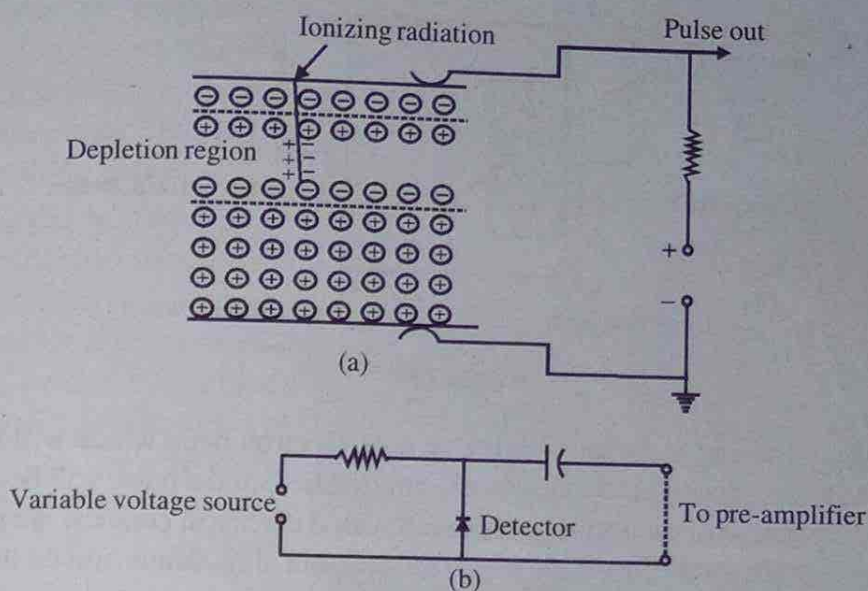 Ionizing radiation
Pulse out
⊖ ⊖ ⊖ ⊖ ⊖ ⊖ ⊖ ⊖
⊕ ⊕ ⊕ ⊕ ⊕ ⊕ ⊕ ⊕
Depletion region
+ −
+ −
+ −
⊖ ⊖ ⊖ ⊖ ⊖ ⊖ ⊖ ⊖
⊕ ⊕ ⊕ ⊕ ⊕ ⊕ ⊕ ⊕
⊕ ⊕ ⊕ ⊕ ⊕ ⊕ ⊕ ⊕
⊕ ⊕ ⊕ ⊕ ⊕ ⊕ ⊕ ⊕
⊕ ⊕ ⊕ ⊕ ⊕ ⊕ ⊕ ⊕
+
−
(a)
Variable voltage source
Detector
To pre-amplifier
(b)